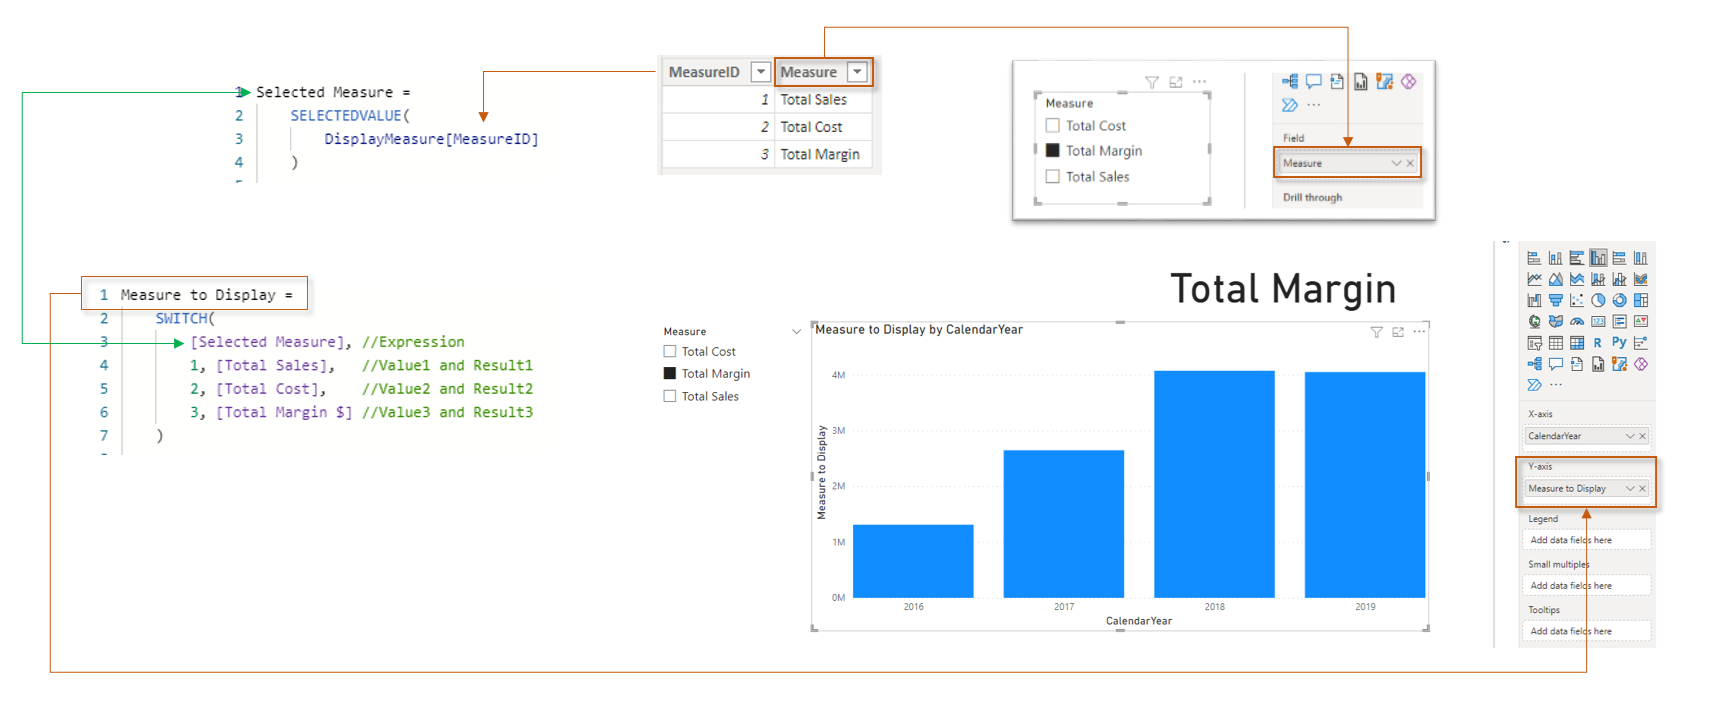 1 Selected Measure =
2 SELECTEDVALUE(
3 DisplayMeasure[MeasureID]
4 )
MeasureID Measure
1 Total Sales
2 Total Cost
3 Total Margin
Measure
Total Cost
Total Margin
Total Sales
Field
Measure
Drill through
1 Measure to Display =
2 SWITCH(
3 [Selected Measure], //Expression
4 1, [Total Sales], //Value1 and Result1
5 2, [Total Cost], //Value2 and Result2
6 3, [Total Margin $] //Value3 and Result3
7 )
Total Margin
Measure
Total Cost
Total Margin
Total Sales
Measure to Display by CalendarYear
Measure to Display
4M
3M
2M
1M
0M
2016 2017 2018 2019
CalendarYear
123
R Py
X-axis
CalendarYear
Y-axis
Measure to Display
Legend
Add data fields here
Small multiples
Add data fields here
Tooltips
Add data fields here